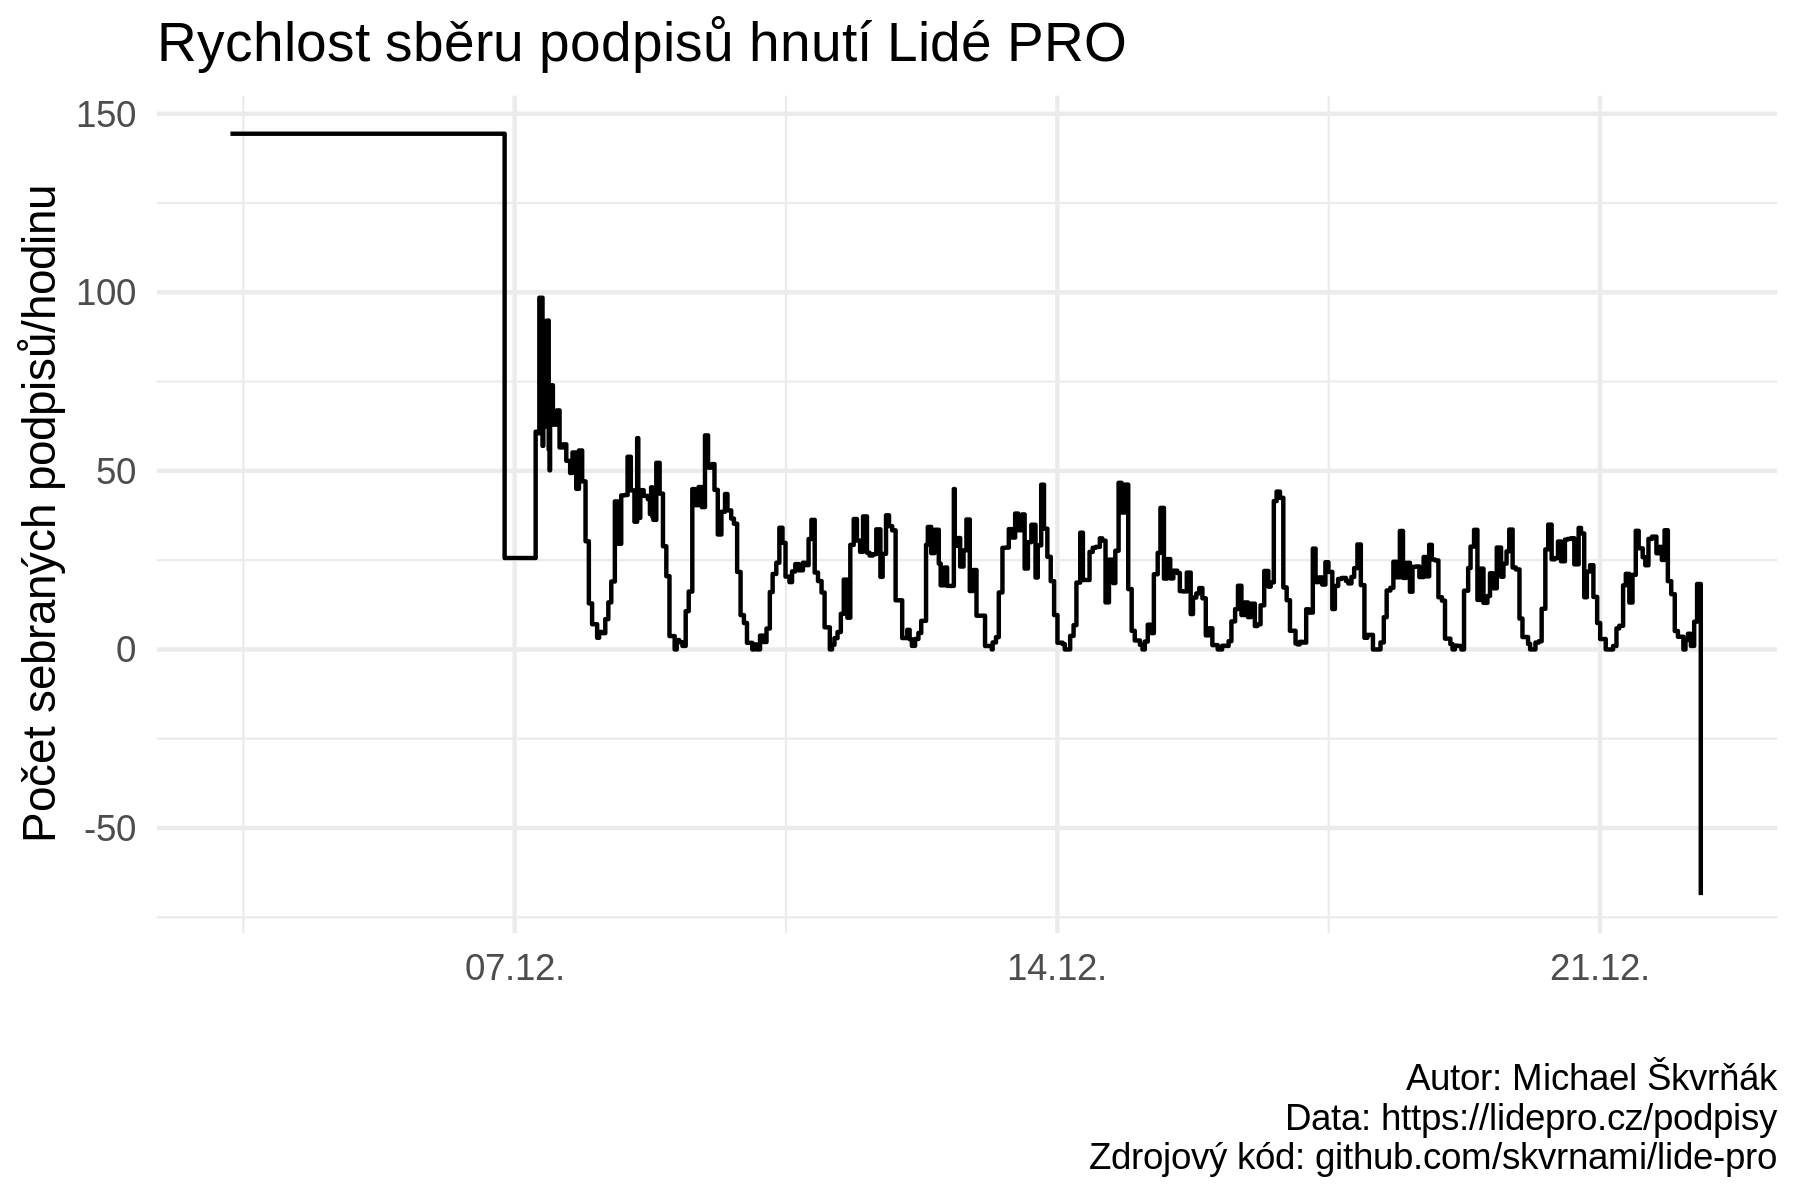 Rychlost sběru podpisů hnutí Lidé PRO
Počet sebraných podpisů/hodinu
150
100
50
0
-50
07.12.
14.12.
21.12.
Autor: Michael Škvrňák
Data: https://lidepro.cz/podpisy
Zdrojový kód: github.com/skvrnami/lide-pro